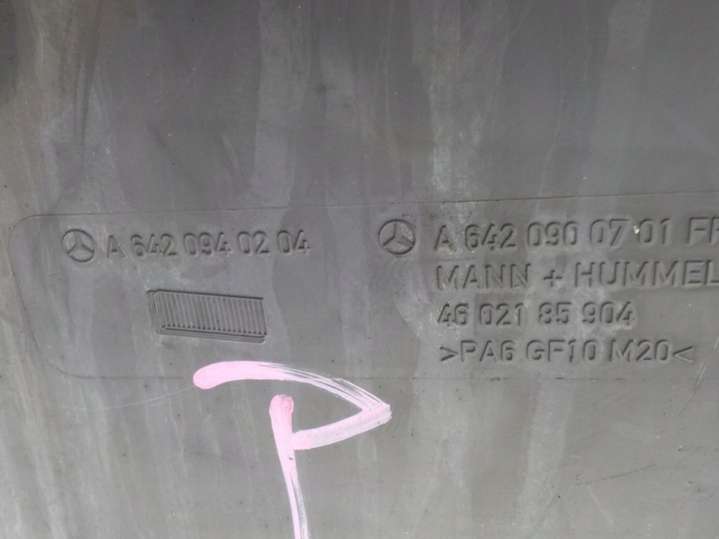 A 642 094 02 04
A 642 090 07 01
MANN + HUMMEL
46 021 85 904
>PA6 GF10 M20<
P